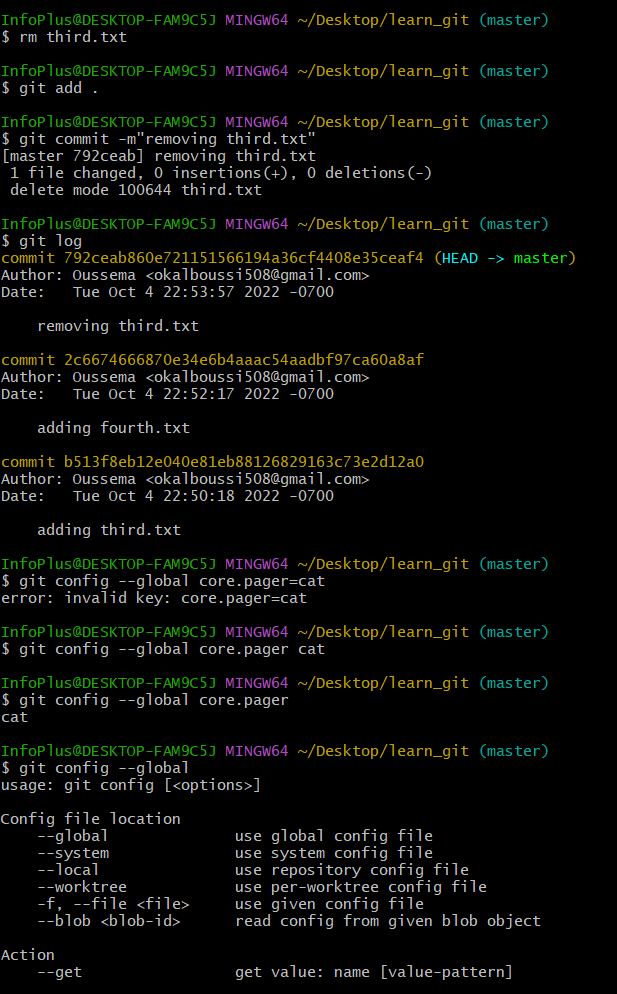 InfoPlus@DESKTOP-FAM9C5J MINGW64 ~/Desktop/learn_git (master)
$ rm third.txt
InfoPlus@DESKTOP-FAM9C5J MINGW64 ~/Desktop/learn_git (master)
$ git add .
InfoPlus@DESKTOP-FAM9C5J MINGW64 ~/Desktop/learn_git (master)
$ git commit -m"removing third.txt"
[master 792ceab] removing third.txt
 1 file changed, 0 insertions(+), 0 deletions(-)
 delete mode 100644 third.txt
InfoPlus@DESKTOP-FAM9C5J MINGW64 ~/Desktop/learn_git (master)
$ git log
commit 792ceab860e721151566194a36cf4408e35ceaf4 (HEAD -> master)
Author: Oussema <okalboussi508@gmail.com>
Date:   Tue Oct 4 22:53:57 2022 -0700
    removing third.txt
commit 2c6674666870e34e6b4aaac54aadbf97ca60a8af
Author: Oussema <okalboussi508@gmail.com>
Date:   Tue Oct 4 22:52:17 2022 -0700
    adding fourth.txt
commit b513f8eb12e040e81eb88126829163c73e2d12a0
Author: Oussema <okalboussi508@gmail.com>
Date:   Tue Oct 4 22:50:18 2022 -0700
    adding third.txt
InfoPlus@DESKTOP-FAM9C5J MINGW64 ~/Desktop/learn_git (master)
$ git config --global core.pager=cat
error: invalid key: core.pager=cat
InfoPlus@DESKTOP-FAM9C5J MINGW64 ~/Desktop/learn_git (master)
$ git config --global core.pager cat
InfoPlus@DESKTOP-FAM9C5J MINGW64 ~/Desktop/learn_git (master)
$ git config --global core.pager
cat
InfoPlus@DESKTOP-FAM9C5J MINGW64 ~/Desktop/learn_git (master)
$ git config --global
usage: git config [<options>]
Config file location
    --global              use global config file
    --system              use system config file
    --local               use repository config file
    --worktree            use per-worktree config file
    -f, --file <file>     use given config file
    --blob <blob-id>      read config from given blob object
Action
    --get                 get value: name [value-pattern]